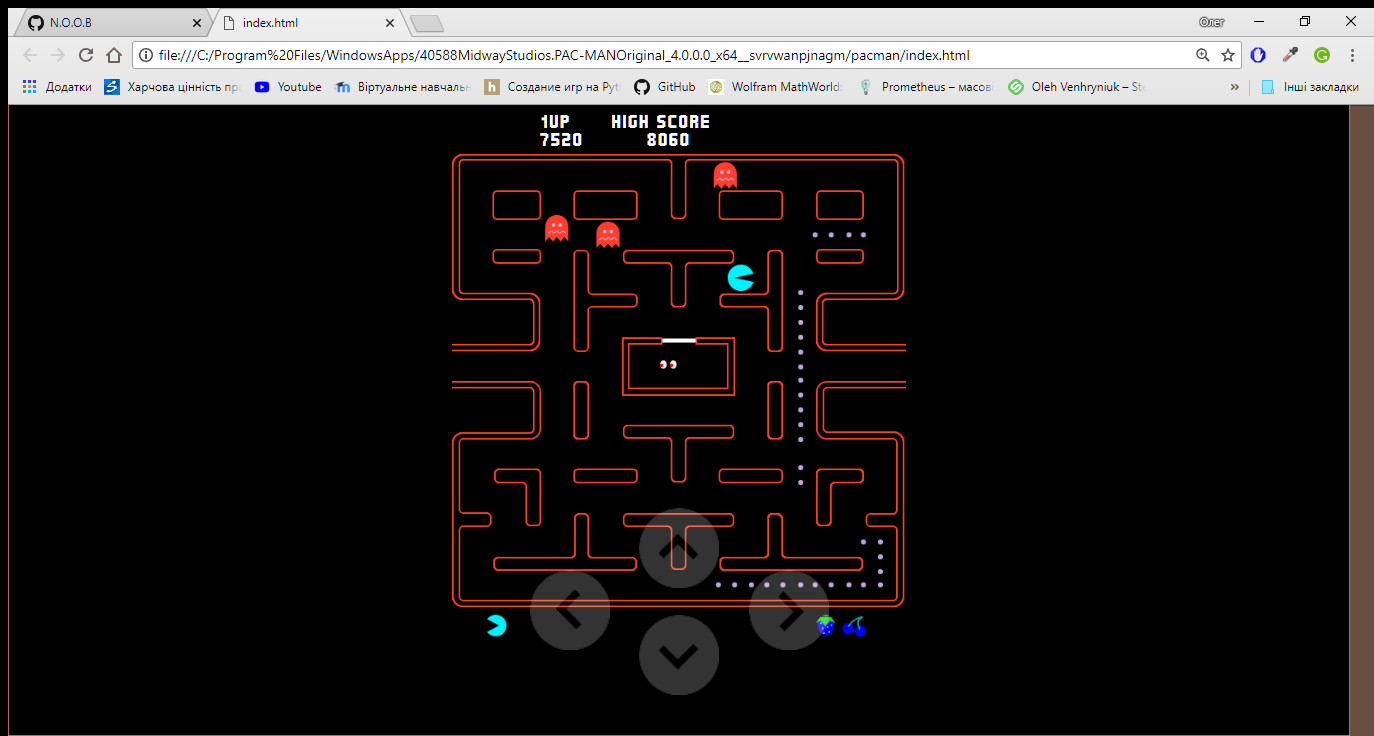 N.O.O.B
index.html
Олег
file:///C:/Program%20Files/WindowsApps/40588MidwayStudios.PAC-MANOriginal_4.0.0.0_x64__svrvwanpjnagm/pacman/index.html
Додатки Харчова цінність про Youtube Віртуальне навчальн Создание игр на Pyt GitHub Wolfram MathWorld: Prometheus – масові Oleh Venhryniuk – St » Інші закладки
1UP HIGH SCORE
7520 8060